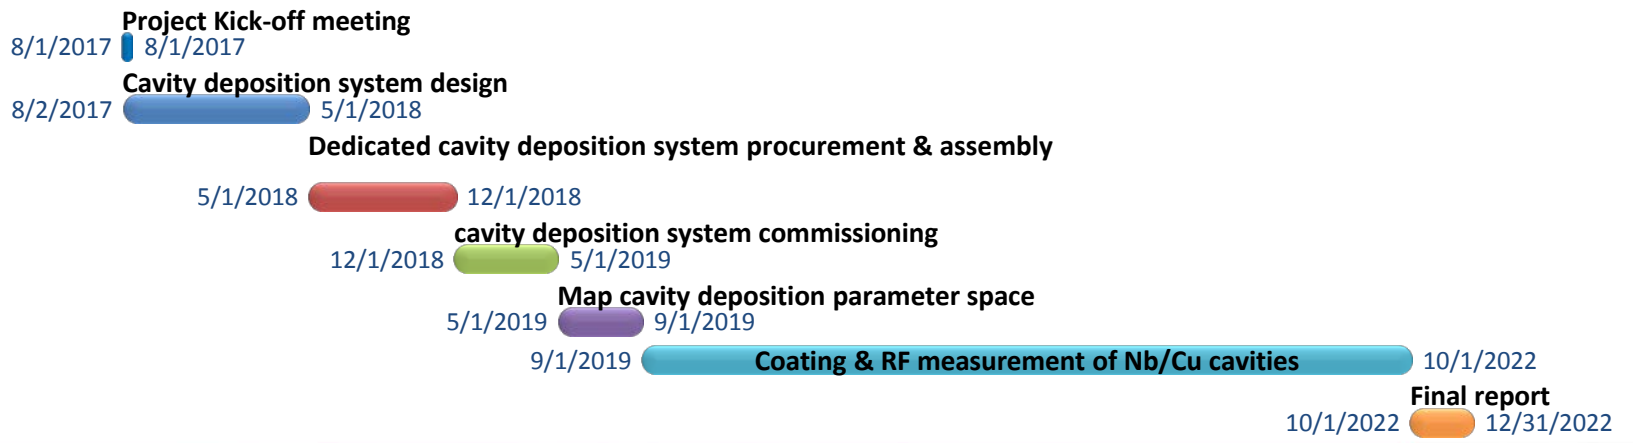 Project Kick-off meeting
8/1/2017 8/1/2017
Cavity deposition system design
8/2/2017 5/1/2018
Dedicated cavity deposition system procurement & assembly
5/1/2018 12/1/2018
cavity deposition system commissioning
12/1/2018 5/1/2019
Map cavity deposition parameter space
5/1/2019 9/1/2019
9/1/2019 Coating & RF measurement of Nb/Cu cavities 10/1/2022
Final report
10/1/2022 12/31/2022